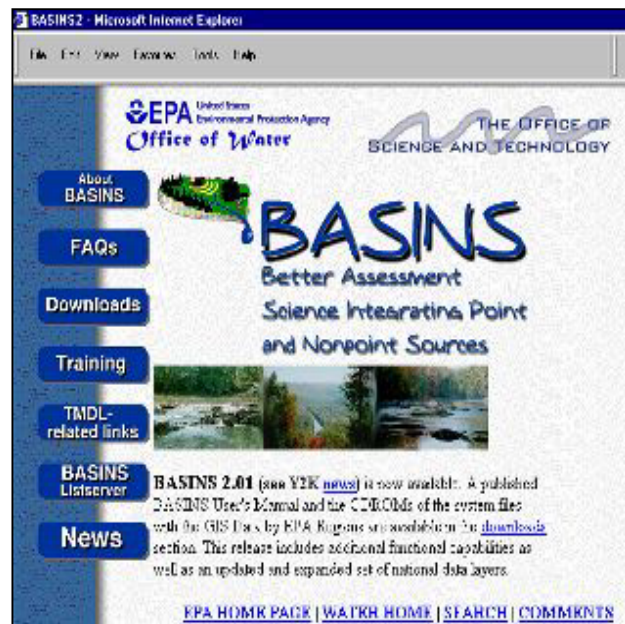 BASINS2 - Microsoft Internet Explorer
File Edit View Favorites Tools Help
EPA United States Environmental Protection Agency
Office of Water
THE OFFICE OF
SCIENCE AND TECHNOLOGY
About
BASINS
FAQs
Downloads
Training
TMDL-
related links
BASINS
Listserver
News
BASINS
Better Assessment
Science Integrating Point
and Nonpoint Sources
BASINS 2.01 (see Y2K news) is now available. A published
BASINS User's Manual and the CDROMs of the system files
with the GIS Data by EPA Regions are available in the downloads
section. This release includes additional functional capabilities as
well as an updated and expanded set of national data layers.
EPA HOME PAGE | WATER HOME | SEARCH | COMMENTS